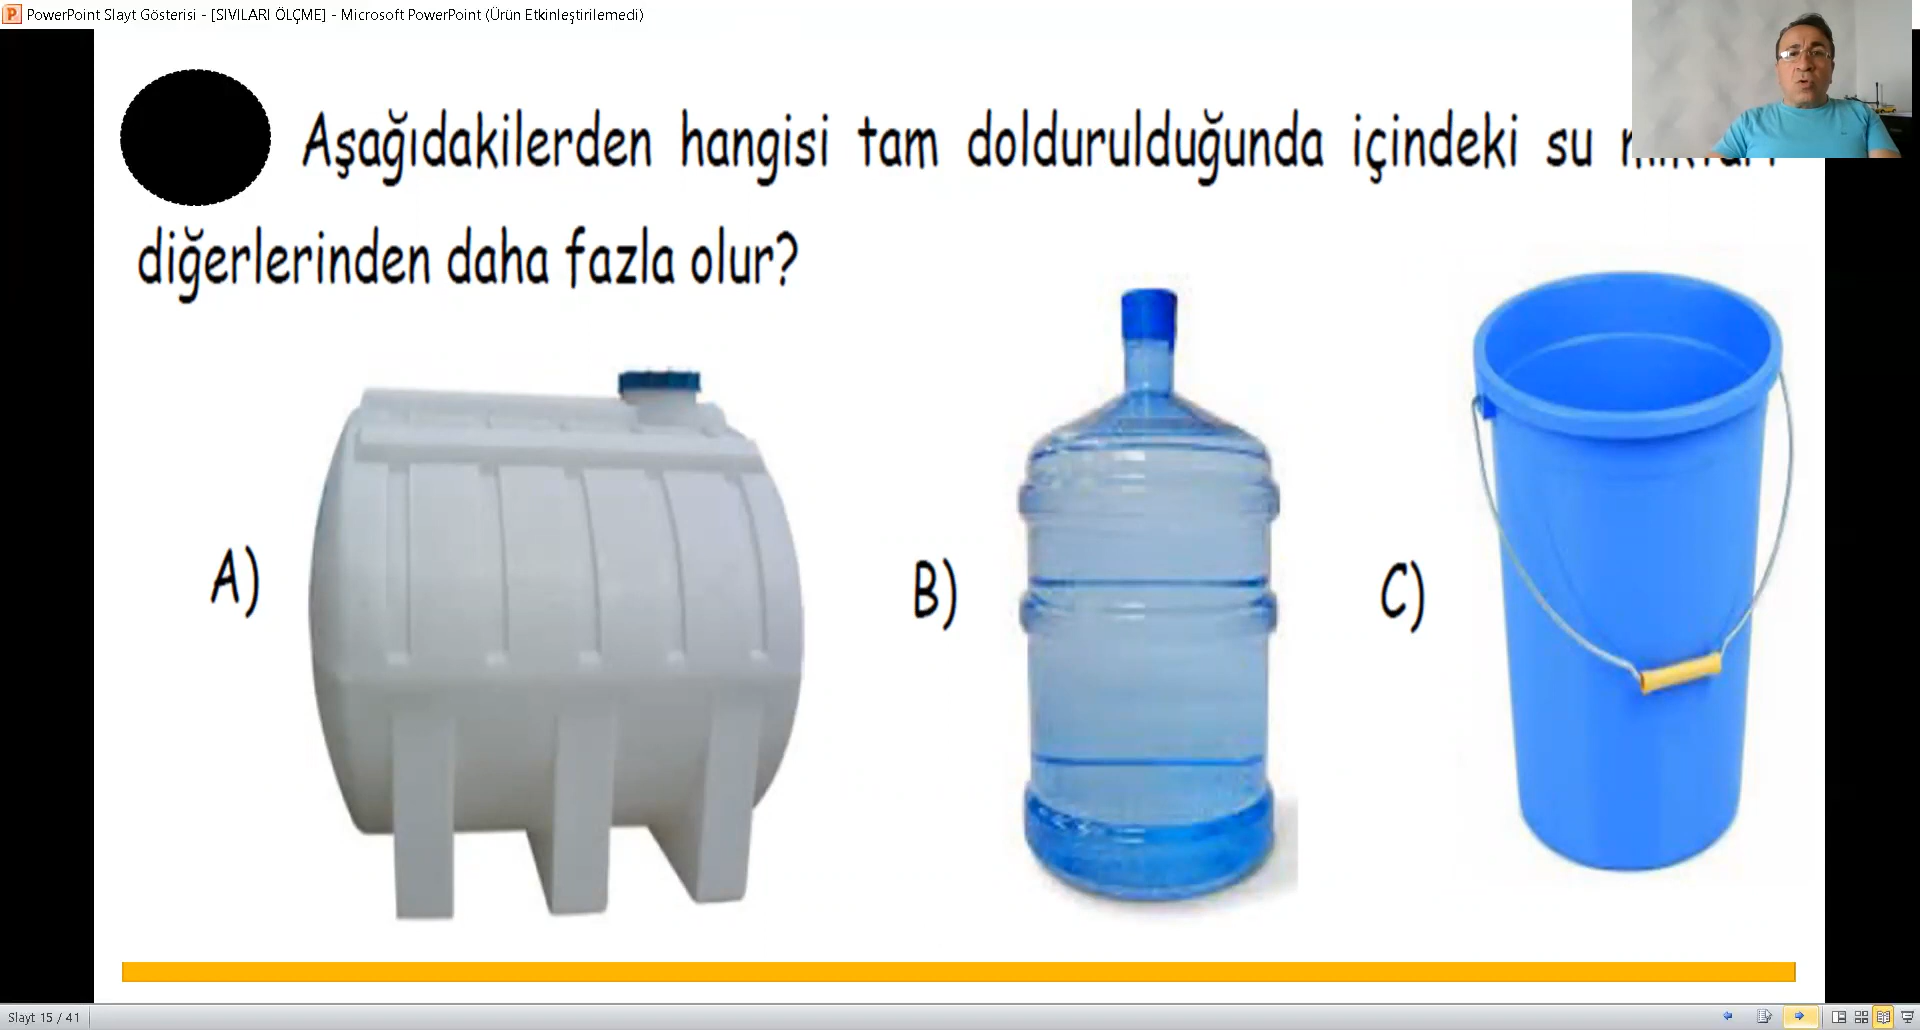 PowerPoint Slayt Gösterisi - [SIVILARI ÖLÇME] - Microsoft PowerPoint (Ürün Etkinleştirilemedi)
Aşağıdakilerden hangisi tam doldurulduğunda içindeki su
diğerlerinden daha fazla olur?
A)
B)
C)
Slayt 15 / 41